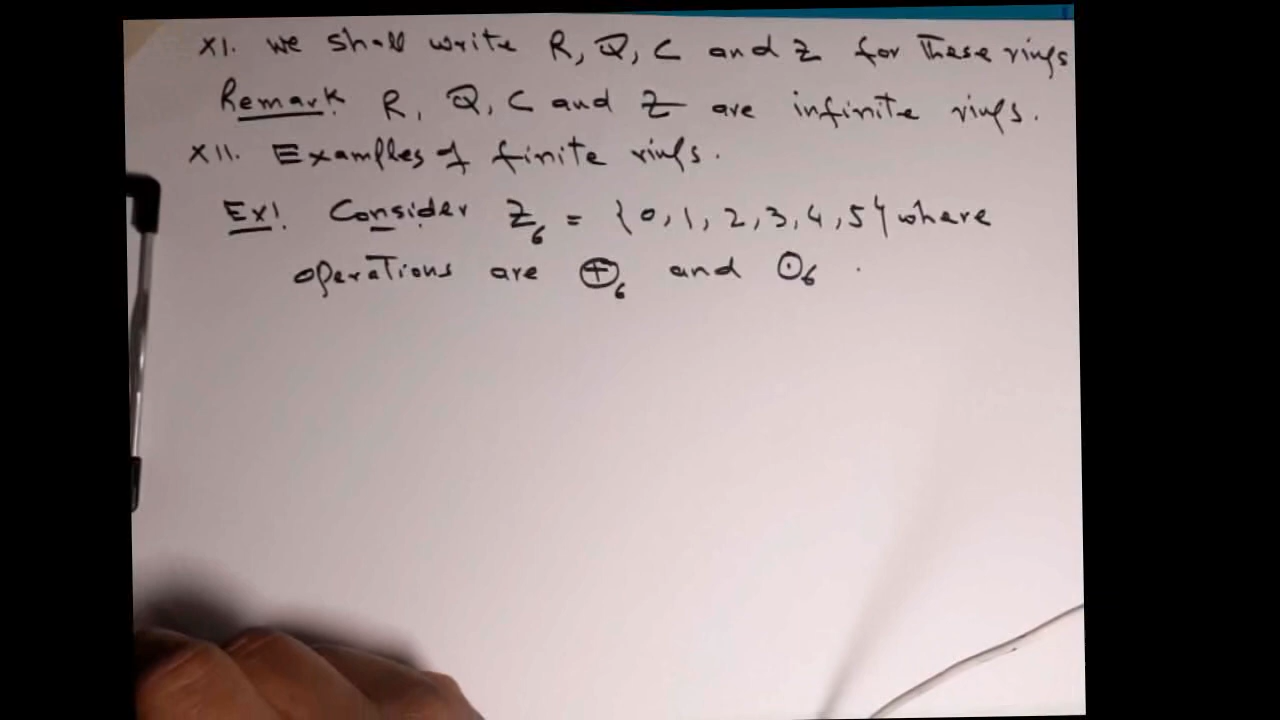 XI. We shall write R, Q, C and Z for these rings
Remark: R, Q, C and Z are infinite rings.
XII. Examples of finite rings.
Ex1. Consider Z₆ = {0, 1, 2, 3, 4, 5} where
operations are ⊕₆ and ⊙₆ .